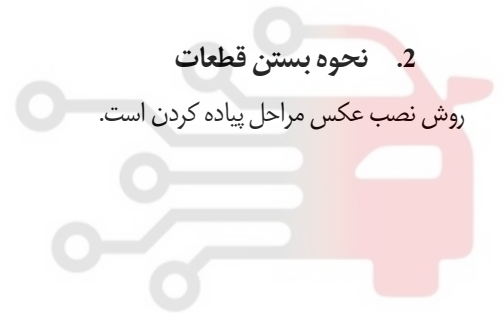 2. نحوه بستن قطعات
روش نصب عکس مراحل پیاده کردن است.